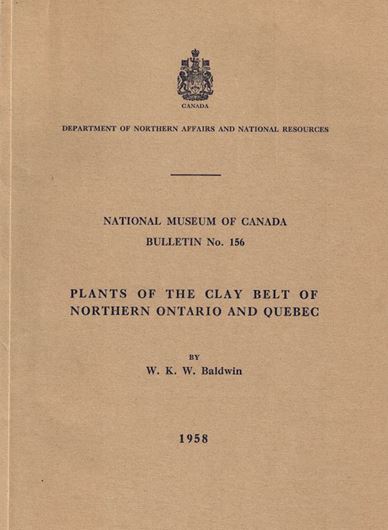 CANADA
DEPARTMENT OF NORTHERN AFFAIRS AND NATIONAL RESOURCES
NATIONAL MUSEUM OF CANADA
BULLETIN No. 156
PLANTS OF THE CLAY BELT OF
NORTHERN ONTARIO AND QUEBEC
BY
W. K. W. Baldwin
1958